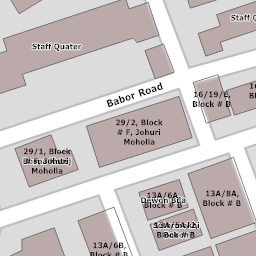 Staff Quater
Staff Q
Babor Road
16/19/E,
Block # B
29/2, Block
# F, Johuri
Moholla
29/1, Block
Moholla
13A/6A,
Block # B
13A/8A,
Block # B
Block # B
13A/6B,
Block # B